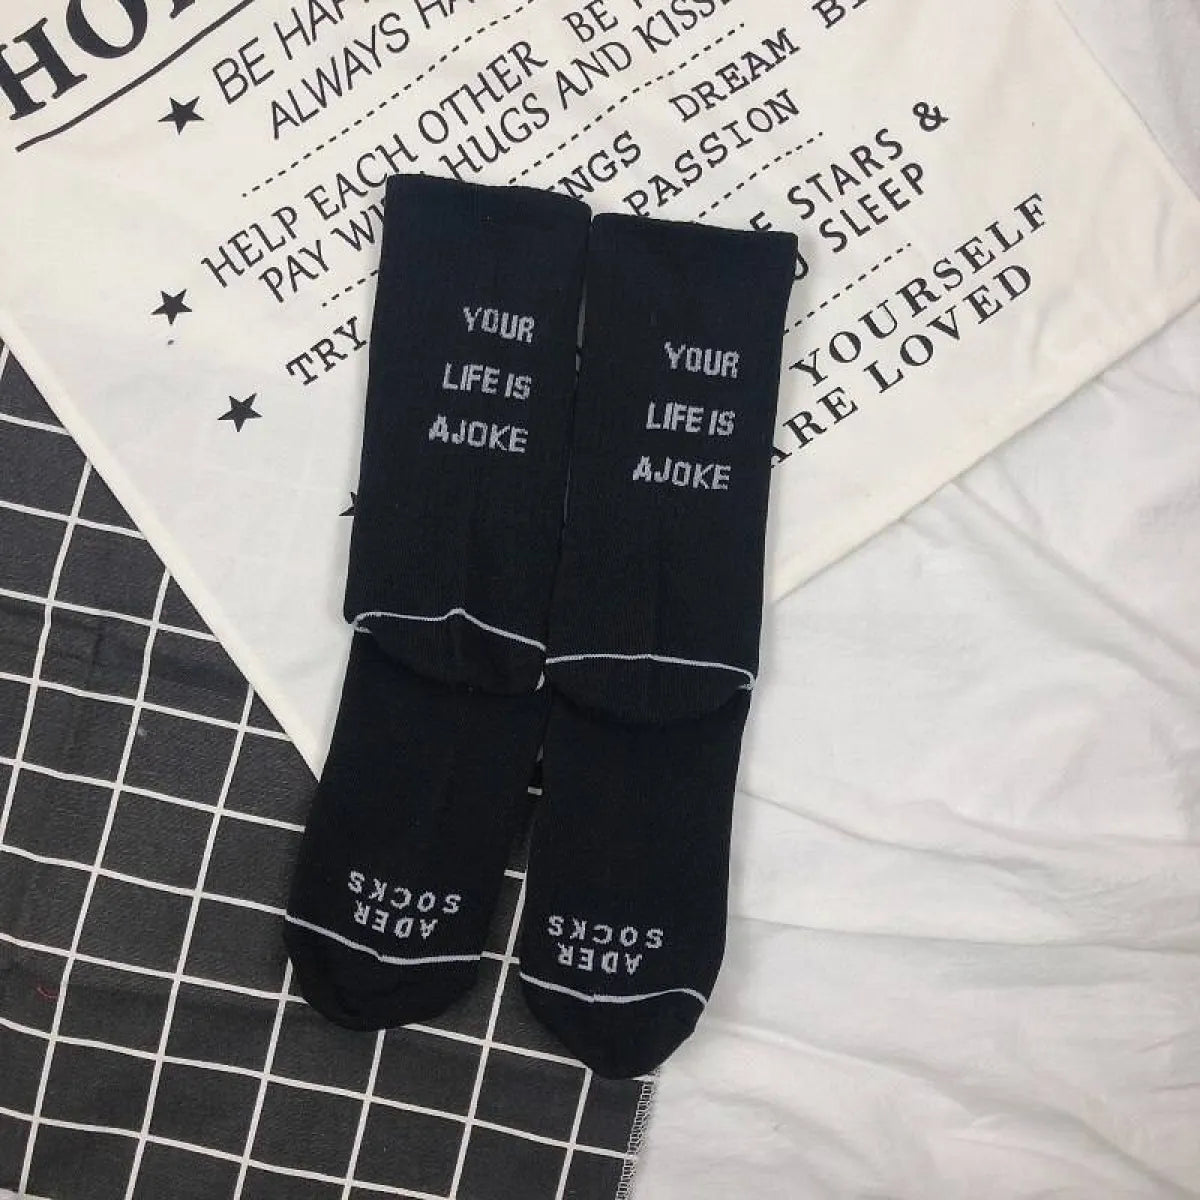 HO
BE HAP
ALWAYS HA
HELP EACH OTHER BE
PAY HUGS AND KISS
TRY NGS DREAM B
PASSION
STARS &
SLEEP
YOURSELF
ARE LOVED
YOUR
LIFE IS
AJOKE
YOUR
LIFE IS
AJOKE
ADER
SOCKS
ADER
SOCKS